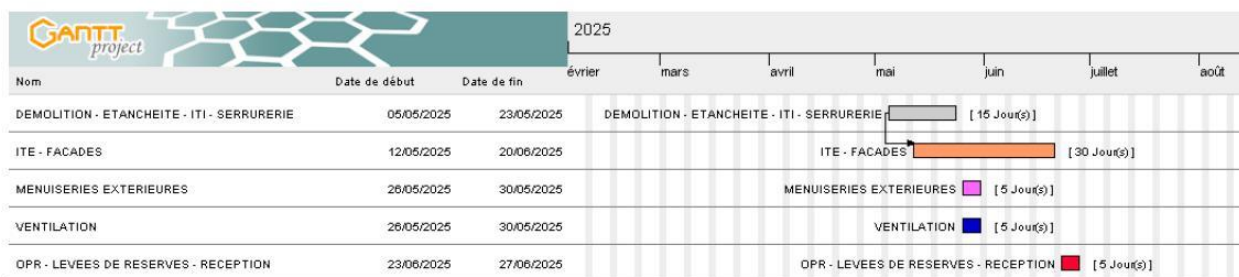 GANTT
project
2025
évrier mars avril mai juin juillet août
Nom Date de début Date de fin
DEMOLITION - ETANCHEITE - ITI - SERRURERIE 05/05/2025 23/05/2025 DEMOLITION - ETANCHEITE - ITI - SERRURERIE [15 Jour(s)]
ITE - FACADES 12/05/2025 20/06/2025 ITE - FACADES [30 Jour(s)]
MENUISERIES EXTERIEURES 26/05/2025 30/05/2025 MENUISERIES EXTERIEURES [5 Jour(s)]
VENTILATION 26/05/2025 30/05/2025 VENTILATION [5 Jour(s)]
OPR - LEVEES DE RESERVES - RECEPTION 23/06/2025 27/06/2025 OPR - LEVEES DE RESERVES - RECEPTION [5 Jour(s)]